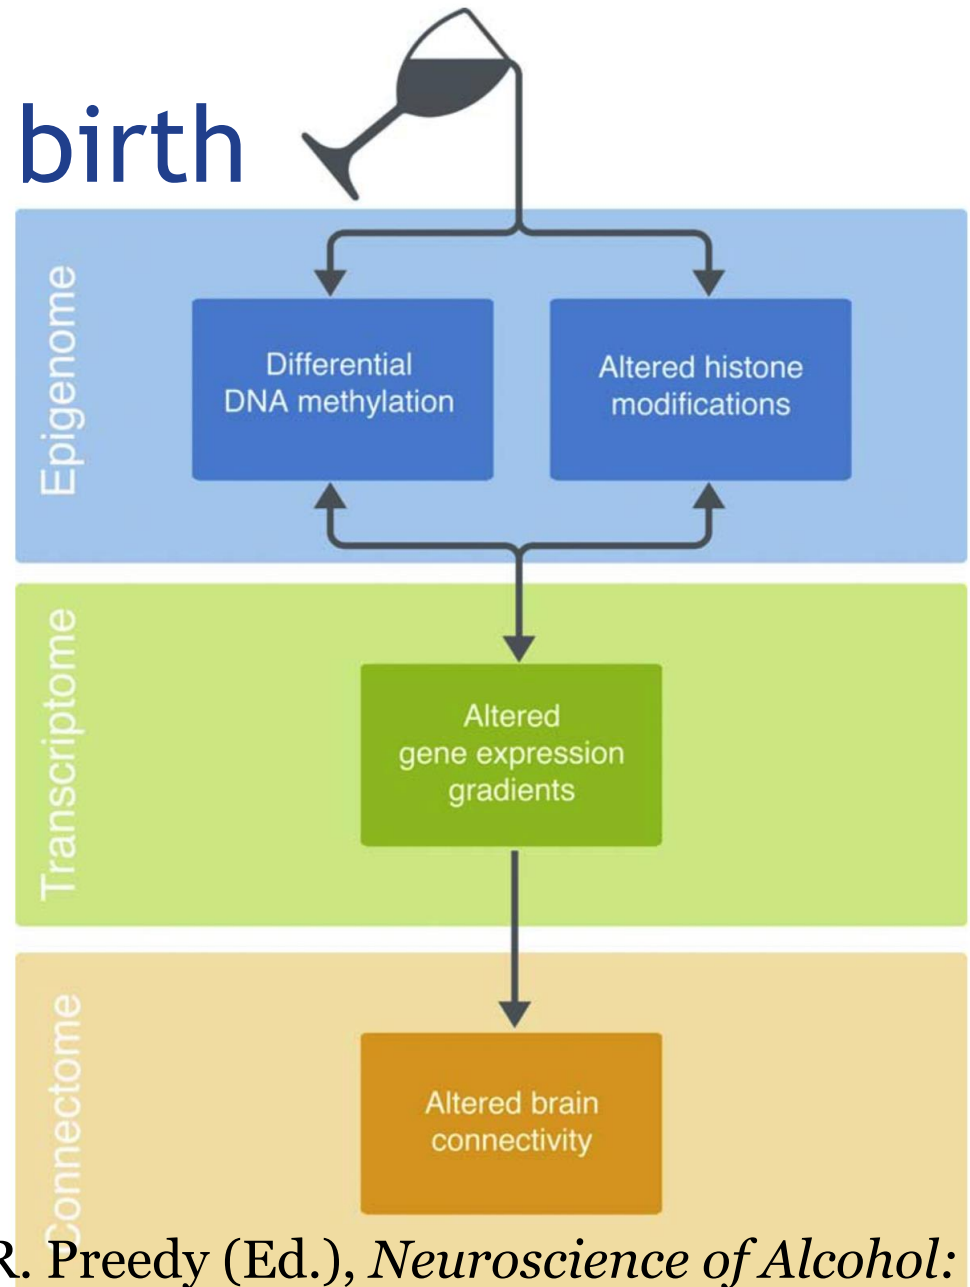 birth
Epigenome
Differential
DNA methylation
Altered histone
modifications
Transcriptome
Altered
gene expression
gradients
Connectome
Altered brain
connectivity
R. Preedy (Ed.), Neuroscience of Alcohol: